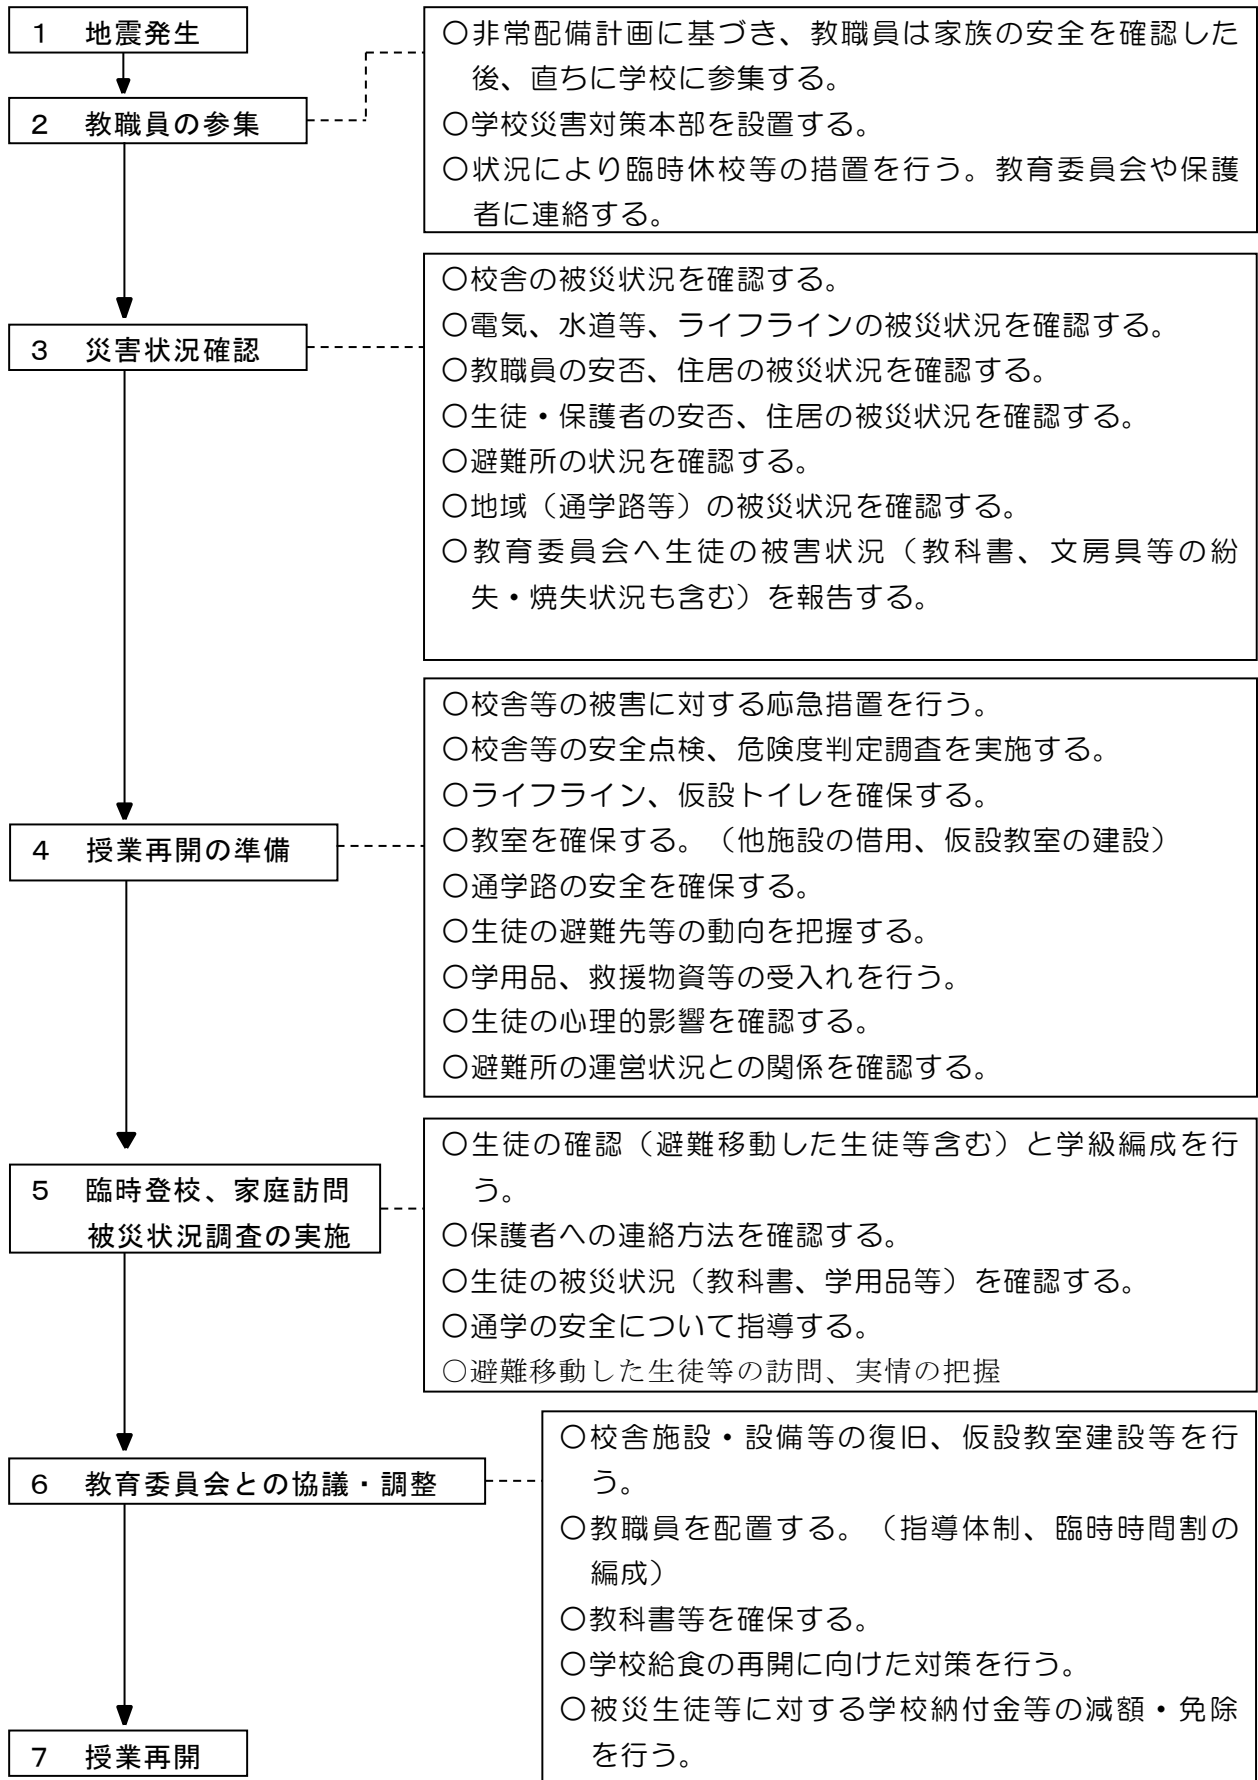 １　地震発生
２　教職員の参集
○非常配備計画に基づき、教職員は家族の安全を確認した
後、直ちに学校に参集する。
○学校災害対策本部を設置する。
○状況により臨時休校等の措置を行う。教育委員会や保護
者に連絡する。
３　災害状況確認
○校舎の被災状況を確認する。
○電気、水道等、ライフラインの被災状況を確認する。
○教職員の安否、住居の被災状況を確認する。
○生徒・保護者の安否、住居の被災状況を確認する。
○避難所の状況を確認する。
○地域（通学路等）の被災状況を確認する。
○教育委員会へ生徒の被害状況（教科書、文房具等の紛
失・焼失状況も含む）を報告する。
４　授業再開の準備
○校舎等の被害に対する応急措置を行う。
○校舎等の安全点検、危険度判定調査を実施する。
○ライフライン、仮設トイレを確保する。
○教室を確保する。（他施設の借用、仮設教室の建設）
○通学路の安全を確保する。
○生徒の避難先等の動向を把握する。
○学用品、救援物資等の受入れを行う。
○生徒の心理的影響を確認する。
○避難所の運営状況との関係を確認する。
５　臨時登校、家庭訪問
被災状況調査の実施
○生徒の確認（避難移動した生徒等含む）と学級編成を行
う。
○保護者への連絡方法を確認する。
○生徒の被災状況（教科書、学用品等）を確認する。
○通学の安全について指導する。
○避難移動した生徒等の訪問、実情の把握
６　教育委員会との協議・調整
○校舎施設・設備等の復旧、仮設教室建設等を行
う。
○教職員を配置する。（指導体制、臨時時間割の
編成）
○教科書等を確保する。
○学校給食の再開に向けた対策を行う。
○被災生徒等に対する学校納付金等の減額・免除
を行う。
７　授業再開